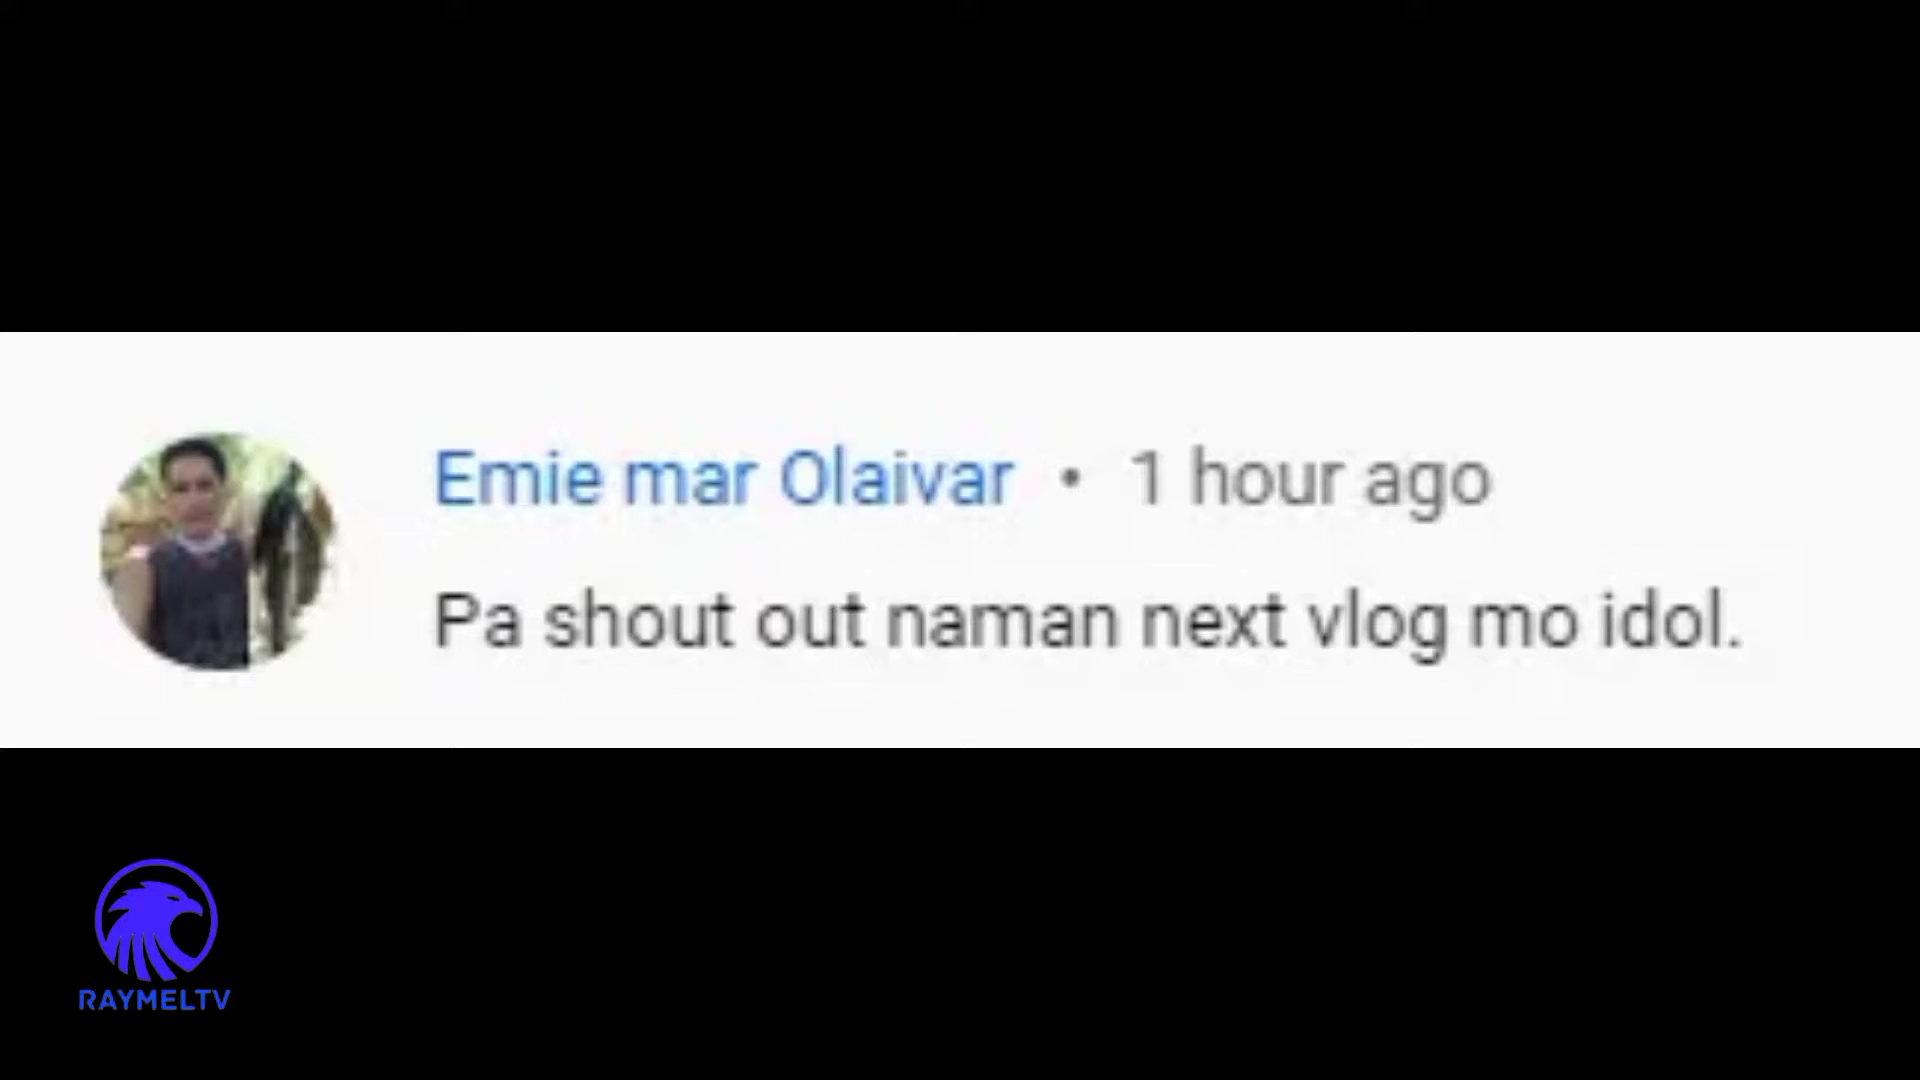 Emie mar Olaivar • 1 hour ago
Pa shout out naman next vlog mo idol.
RAYMELTV